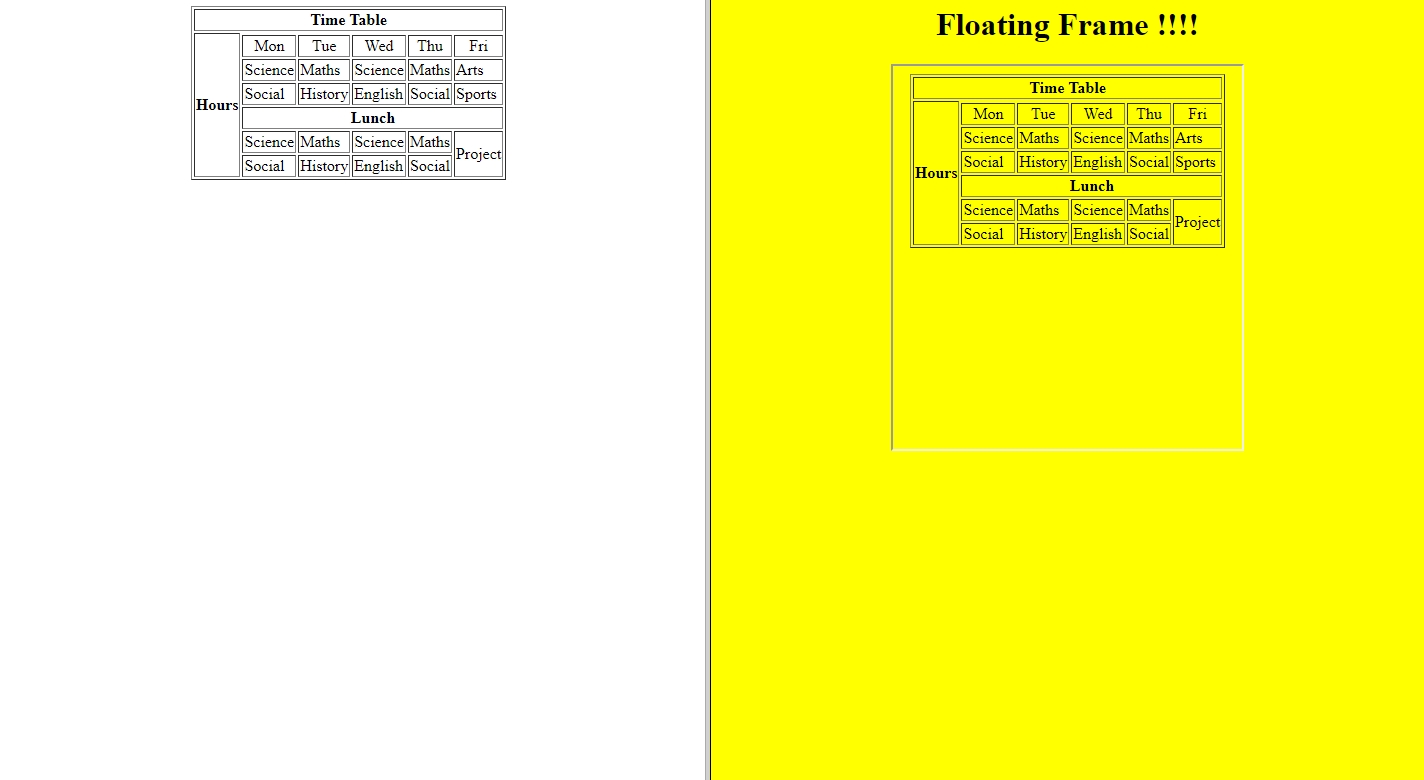 Time Table
Mon Tue Wed Thu Fri
Science Maths Science Maths Arts
Social History English Social Sports
Hours
Lunch
Science Maths Science Maths
Project
Social History English Social
Floating Frame !!!!
Time Table
Mon Tue Wed Thu Fri
Science Maths Science Maths Arts
Social History English Social Sports
Hours
Lunch
Science Maths Science Maths
Project
Social History English Social